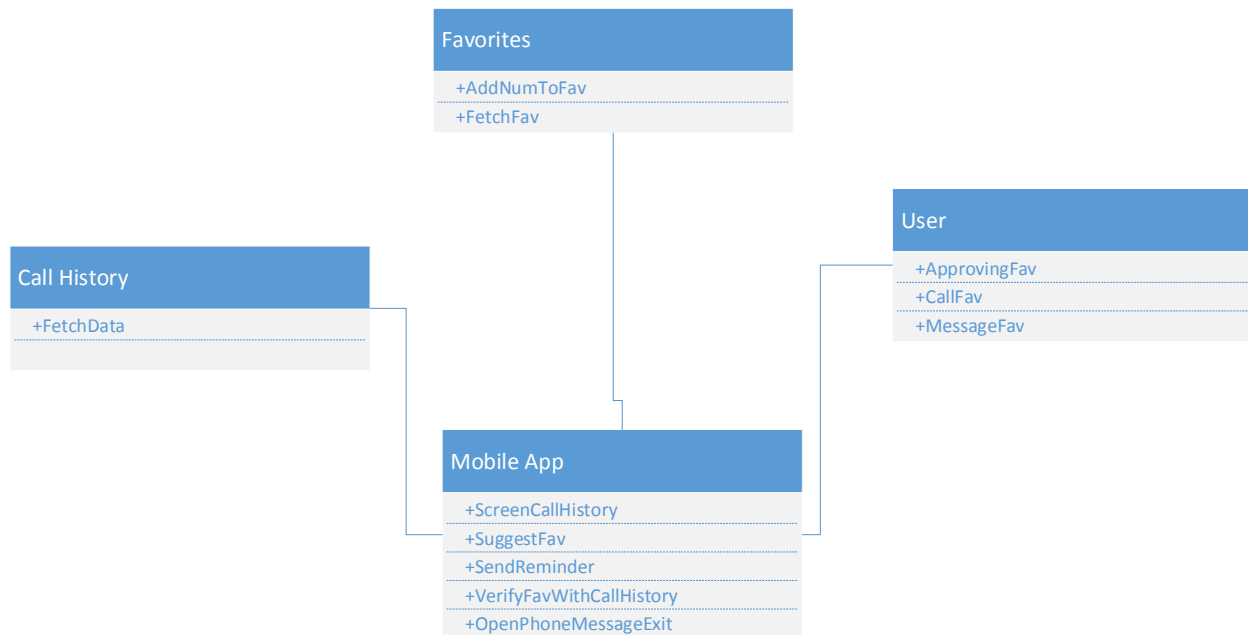 Favorites
+AddNumToFav
+FetchFav
User
+ApprovingFav
+CallFav
+MessageFav
Call History
+FetchData
Mobile App
+ScreenCallHistory
+SuggestFav
+SendReminder
+VerifyFavWithCallHistory
+OpenPhoneMessageExit